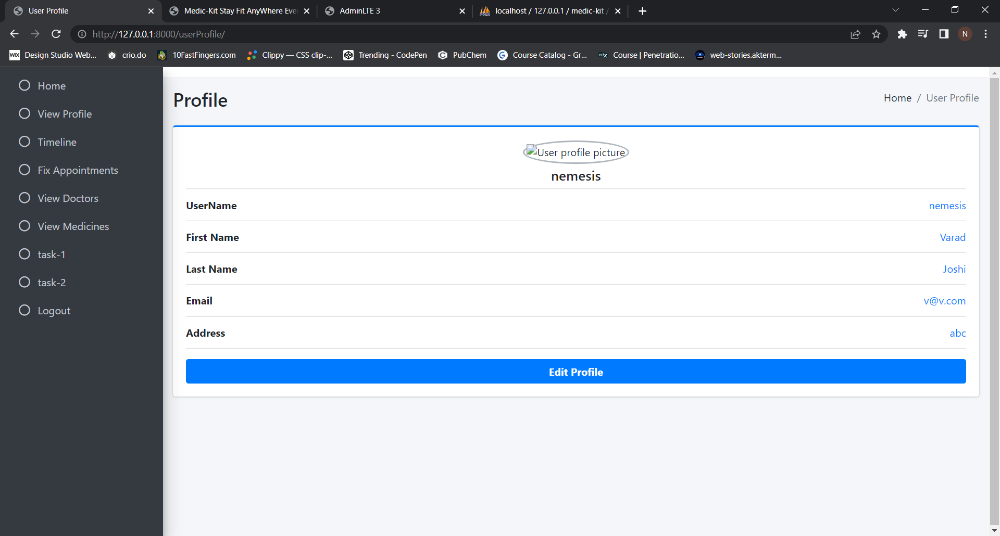 User Profile
Medic-Kit Stay Fit AnyWhere Eve
AdminLTE 3
localhost / 127.0.0.1 / medic-kit /
http://127.0.0.1:8000/userProfile/
N
WIX Design Studio Web...
crio.do
10FastFingers.com
Clippy — CSS clip-...
Trending - CodePen
PubChem
G Course Catalog - Gr...
edX Course | Penetratio...
web-stories.akterm...
Home
View Profile
Timeline
Fix Appointments
View Doctors
View Medicines
task-1
task-2
Logout
Profile
Home / User Profile
User profile picture
nemesis
UserName nemesis
First Name Varad
Last Name Joshi
Email v@v.com
Address abc
Edit Profile